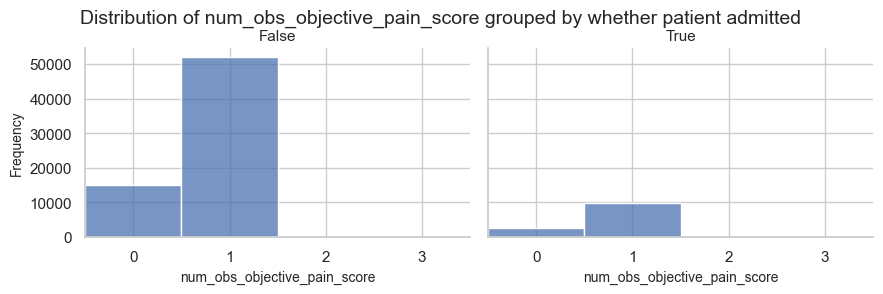 Distribution of num_obs_objective_pain_score grouped by whether patient admitted
False
True
50000
40000
30000
20000
10000
0
Frequency
0 1 2 3
0 1 2 3
num_obs_objective_pain_score
num_obs_objective_pain_score